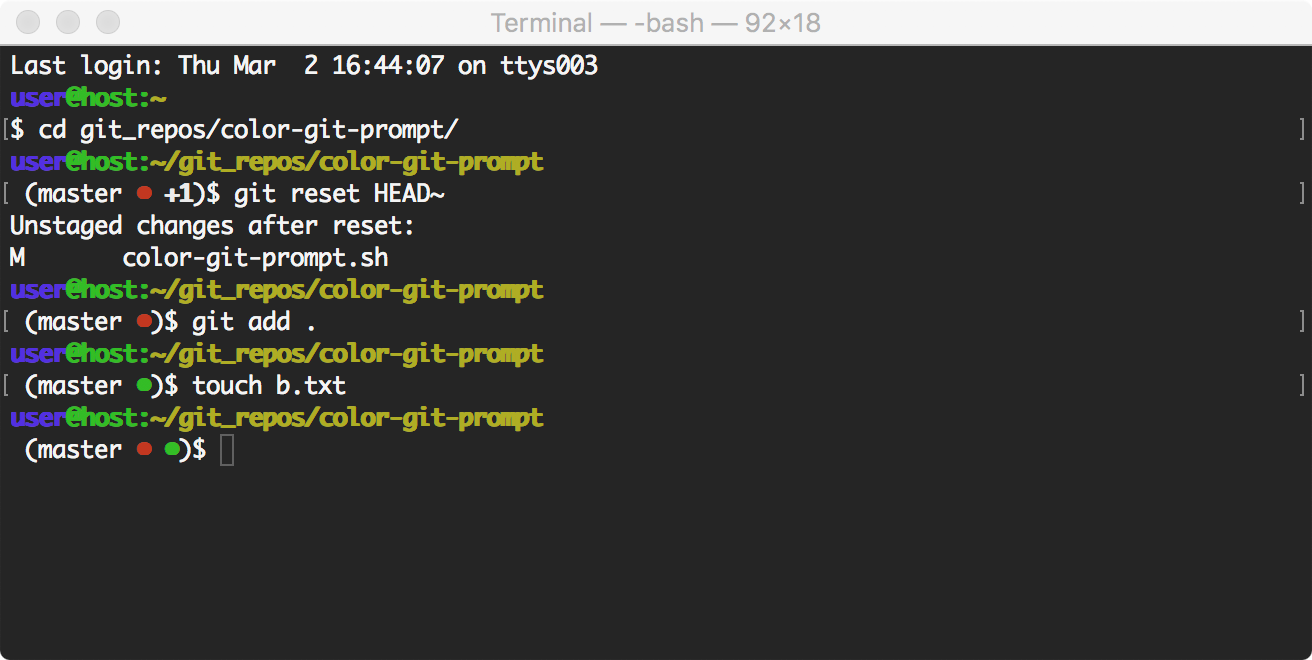 Terminal — -bash — 92×18
Last login: Thu Mar  2 16:44:07 on ttys003
user@host:~
[$ cd git_repos/color-git-prompt/ ]
user@host:~/git_repos/color-git-prompt
[ (master ● +1)$ git reset HEAD~ ]
Unstaged changes after reset:
M       color-git-prompt.sh
user@host:~/git_repos/color-git-prompt
[ (master ●)$ git add . ]
user@host:~/git_repos/color-git-prompt
[ (master ●)$ touch b.txt ]
user@host:~/git_repos/color-git-prompt
 (master ● ●)$